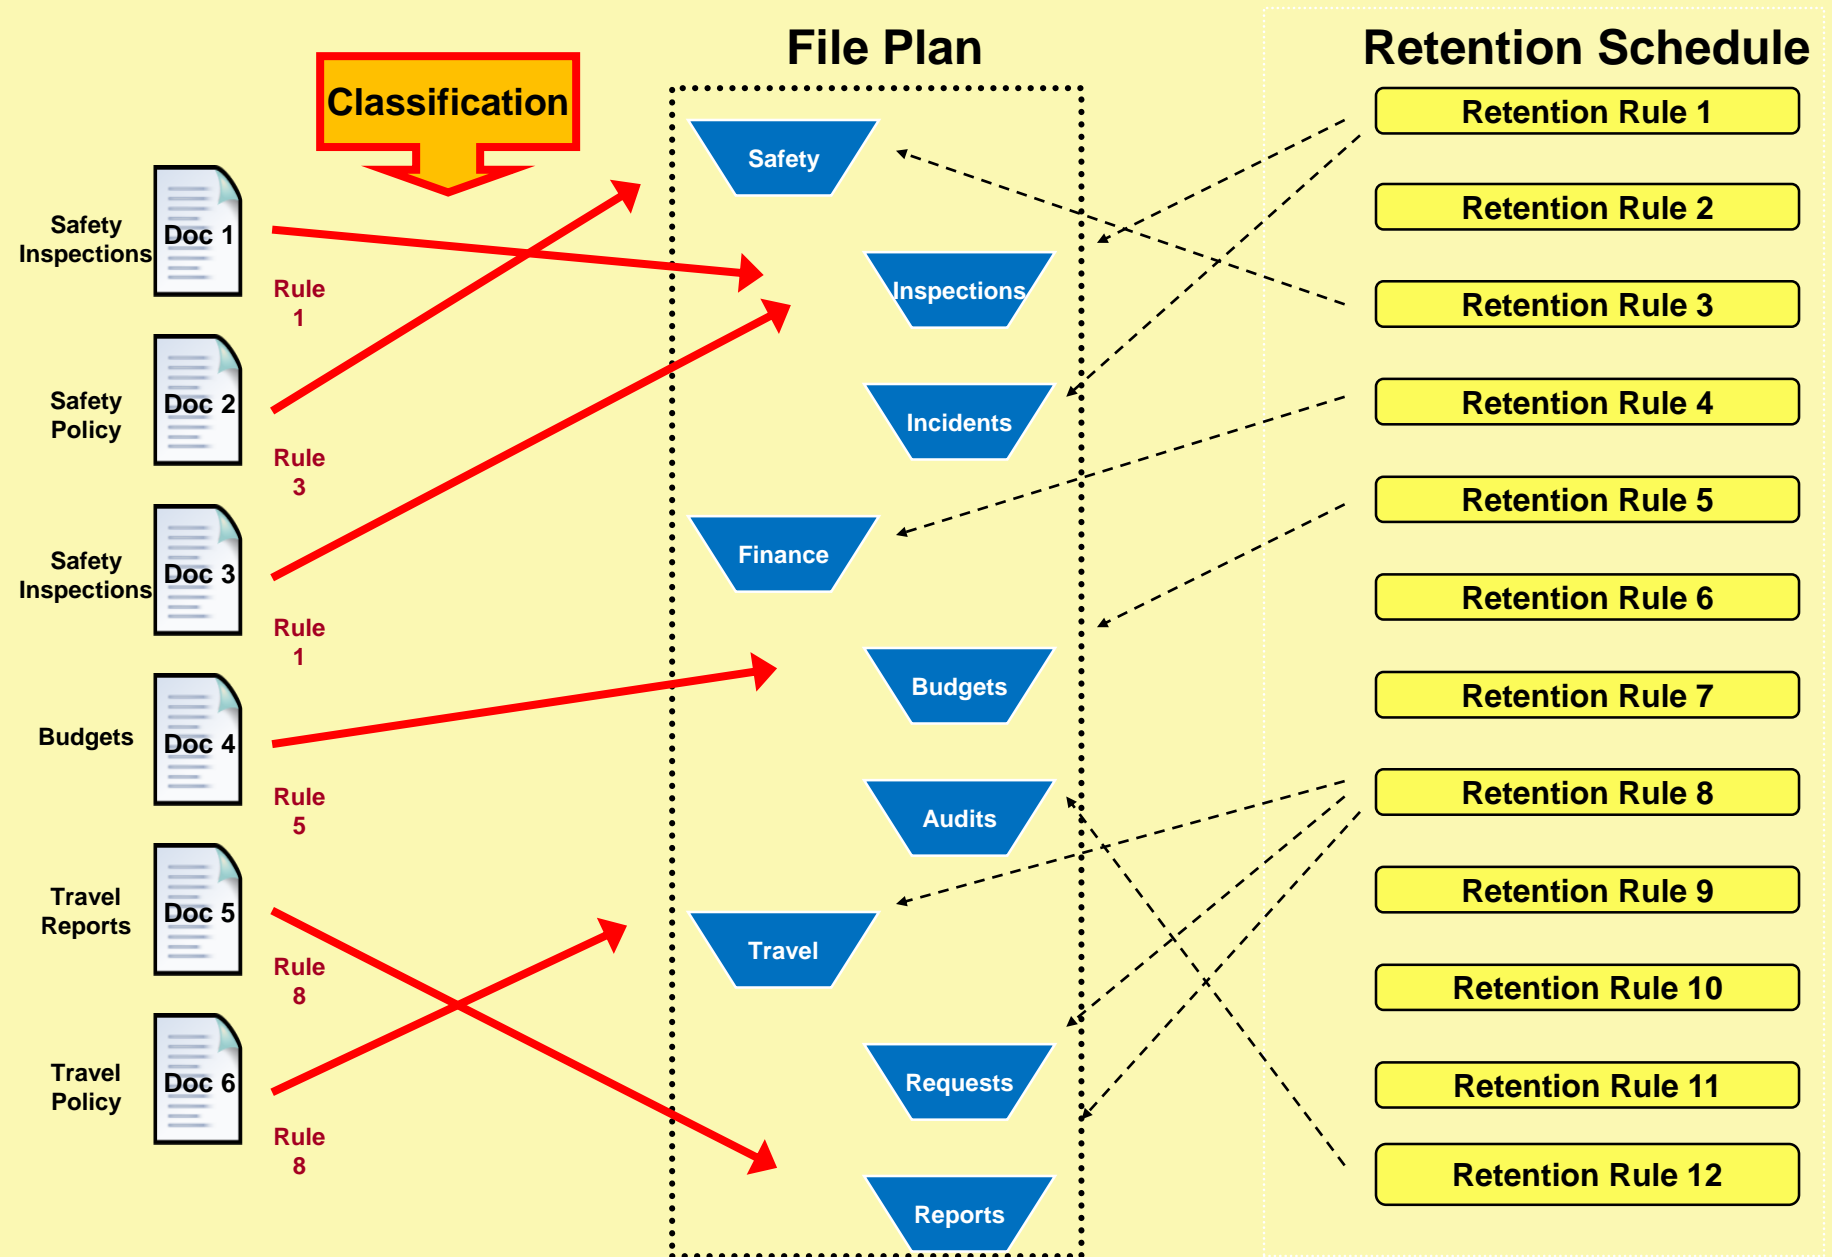 File Plan
Retention Schedule
Classification
Safety
Inspections
Doc 1
Rule
1
Safety
Policy
Doc 2
Rule
3
Safety
Inspections
Doc 3
Rule
1
Budgets
Doc 4
Rule
5
Travel
Reports
Doc 5
Rule
8
Travel
Policy
Doc 6
Rule
8
Safety
Inspections
Incidents
Finance
Budgets
Audits
Travel
Requests
Reports
Retention Rule 1
Retention Rule 2
Retention Rule 3
Retention Rule 4
Retention Rule 5
Retention Rule 6
Retention Rule 7
Retention Rule 8
Retention Rule 9
Retention Rule 10
Retention Rule 11
Retention Rule 12